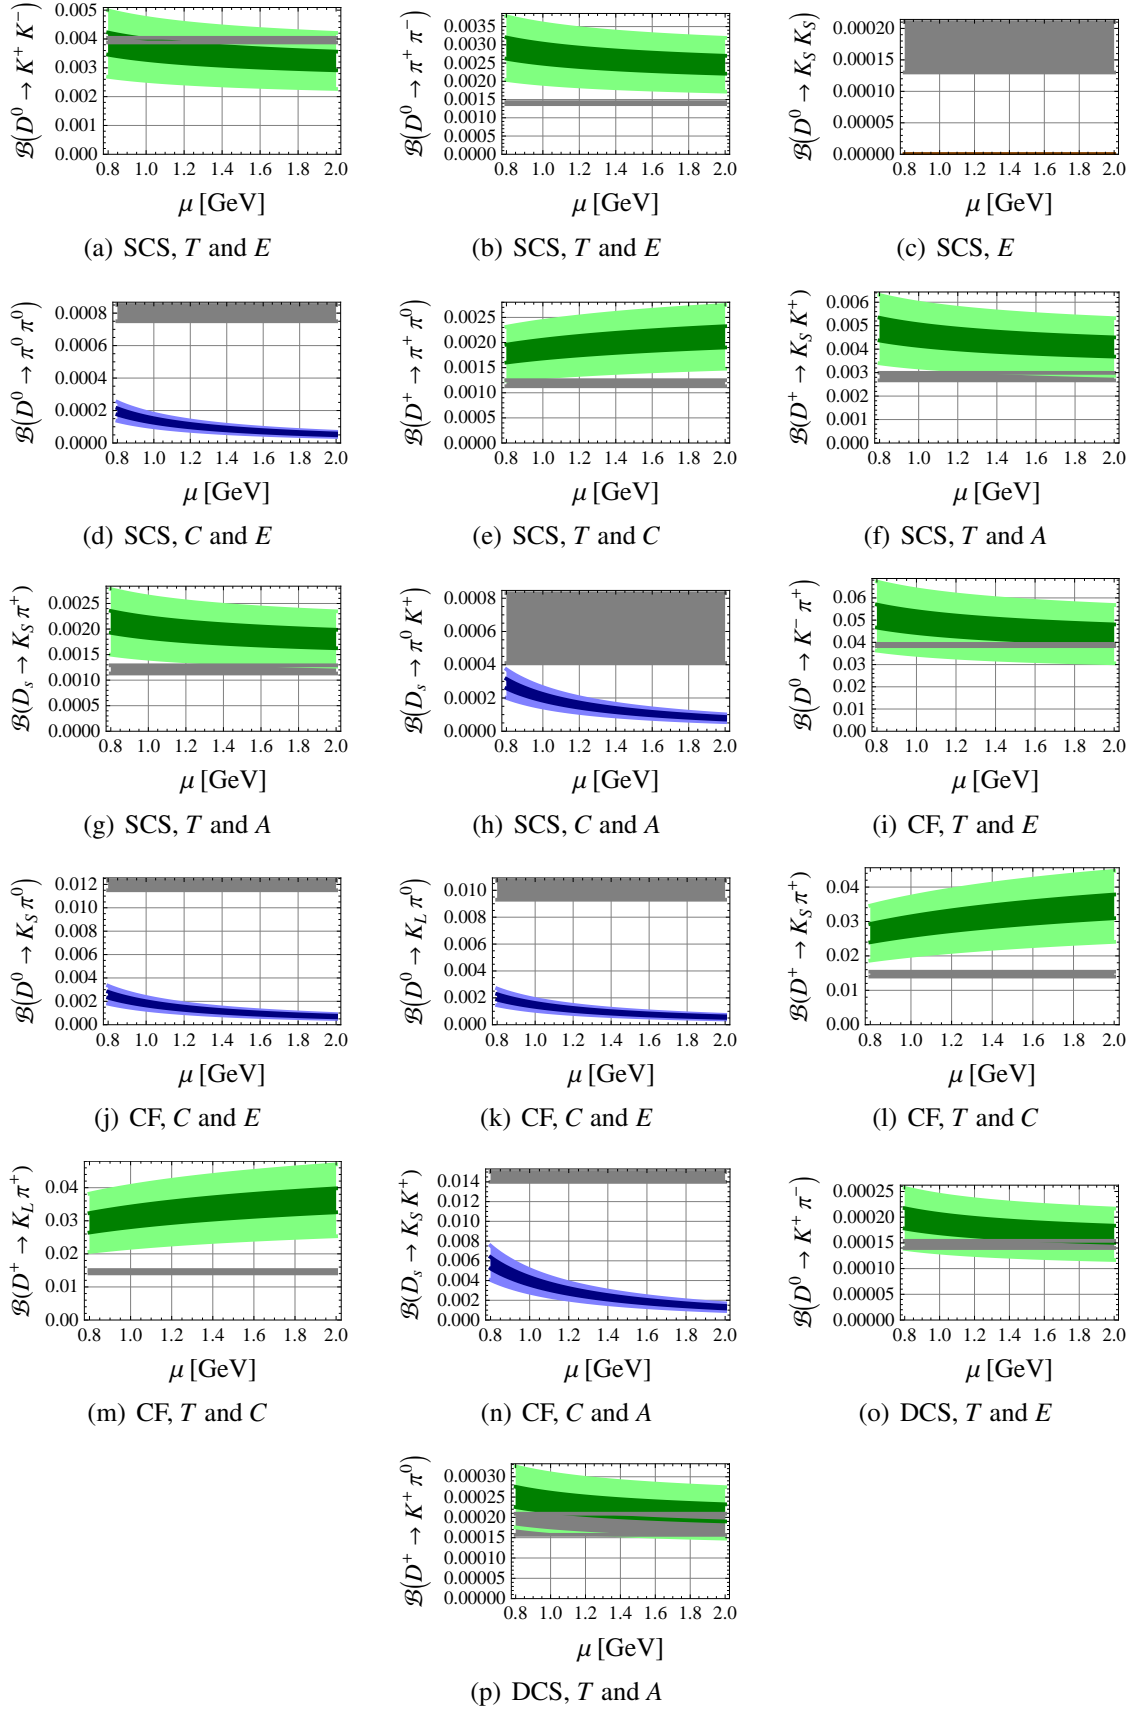 0.005
0.004
0.003
0.002
0.001
0.000
ℬ(D⁰ → K⁺ K⁻)
0.8 1.0 1.2 1.4 1.6 1.8 2.0
μ [GeV]
(a) SCS, T and E
0.0035
0.0030
0.0025
0.0020
0.0015
0.0010
0.0005
0.0000
ℬ(D⁰ → π⁺ π⁻)
0.8 1.0 1.2 1.4 1.6 1.8 2.0
μ [GeV]
(b) SCS, T and E
0.00020
0.00015
0.00010
0.00005
0.00000
ℬ(D⁰ → K_S K_S)
0.8 1.0 1.2 1.4 1.6 1.8 2.0
μ [GeV]
(c) SCS, E
0.0008
0.0006
0.0004
0.0002
0.0000
ℬ(D⁰ → π⁰ π⁰)
0.8 1.0 1.2 1.4 1.6 1.8 2.0
μ [GeV]
(d) SCS, C and E
0.0025
0.0020
0.0015
0.0010
0.0005
0.0000
ℬ(D⁺ → π⁺ π⁰)
0.8 1.0 1.2 1.4 1.6 1.8 2.0
μ [GeV]
(e) SCS, T and C
0.006
0.005
0.004
0.003
0.002
0.001
0.000
ℬ(D⁺ → K_S K⁺)
0.8 1.0 1.2 1.4 1.6 1.8 2.0
μ [GeV]
(f) SCS, T and A
0.0025
0.0020
0.0015
0.0010
0.0005
0.0000
ℬ(D_s → K_S π⁺)
0.8 1.0 1.2 1.4 1.6 1.8 2.0
μ [GeV]
(g) SCS, T and A
0.0008
0.0006
0.0004
0.0002
0.0000
ℬ(D_s → π⁰ K⁺)
0.8 1.0 1.2 1.4 1.6 1.8 2.0
μ [GeV]
(h) SCS, C and A
0.06
0.05
0.04
0.03
0.02
0.01
0.00
ℬ(D⁰ → K⁻ π⁺)
0.8 1.0 1.2 1.4 1.6 1.8 2.0
μ [GeV]
(i) CF, T and E
0.012
0.010
0.008
0.006
0.004
0.002
0.000
ℬ(D⁰ → K_S π⁰)
0.8 1.0 1.2 1.4 1.6 1.8 2.0
μ [GeV]
(j) CF, C and E
0.010
0.008
0.006
0.004
0.002
0.000
ℬ(D⁰ → K_L π⁰)
0.8 1.0 1.2 1.4 1.6 1.8 2.0
μ [GeV]
(k) CF, C and E
0.04
0.03
0.02
0.01
0.00
ℬ(D⁺ → K_S π⁺)
0.8 1.0 1.2 1.4 1.6 1.8 2.0
μ [GeV]
(l) CF, T and C
0.04
0.03
0.02
0.01
0.00
ℬ(D⁺ → K_L π⁺)
0.8 1.0 1.2 1.4 1.6 1.8 2.0
μ [GeV]
(m) CF, T and C
0.014
0.012
0.010
0.008
0.006
0.004
0.002
0.000
ℬ(D_s → K_S K⁺)
0.8 1.0 1.2 1.4 1.6 1.8 2.0
μ [GeV]
(n) CF, C and A
0.00025
0.00020
0.00015
0.00010
0.00005
0.00000
ℬ(D⁰ → K⁺ π⁻)
0.8 1.0 1.2 1.4 1.6 1.8 2.0
μ [GeV]
(o) DCS, T and E
0.00030
0.00025
0.00020
0.00015
0.00010
0.00005
0.00000
ℬ(D⁺ → K⁺ π⁰)
0.8 1.0 1.2 1.4 1.6 1.8 2.0
μ [GeV]
(p) DCS, T and A